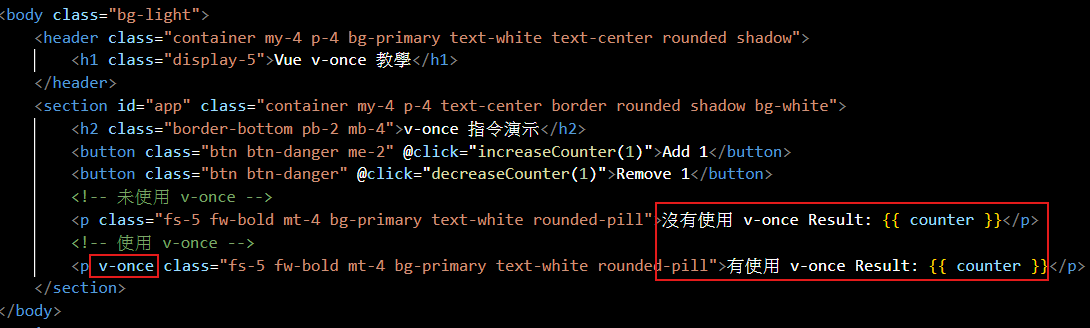 <body class="bg-light">
<header class="container my-4 p-4 bg-primary text-white text-center rounded shadow">
<h1 class="display-5">Vue v-once 教學</h1>
</header>
<section id="app" class="container my-4 p-4 text-center border rounded shadow bg-white">
<h2 class="border-bottom pb-2 mb-4">v-once 指令演示</h2>
<button class="btn btn-danger me-2" @click="increaseCounter(1)">Add 1</button>
<button class="btn btn-danger" @click="decreaseCounter(1)">Remove 1</button>
<!-- 未使用 v-once -->
<p class="fs-5 fw-bold mt-4 bg-primary text-white rounded-pill">沒有使用 v-once Result: {{ counter }}</p>
<!-- 使用 v-once -->
<p v-once class="fs-5 fw-bold mt-4 bg-primary text-white rounded-pill">有使用 v-once Result: {{ counter }}</p>
</section>
</body>